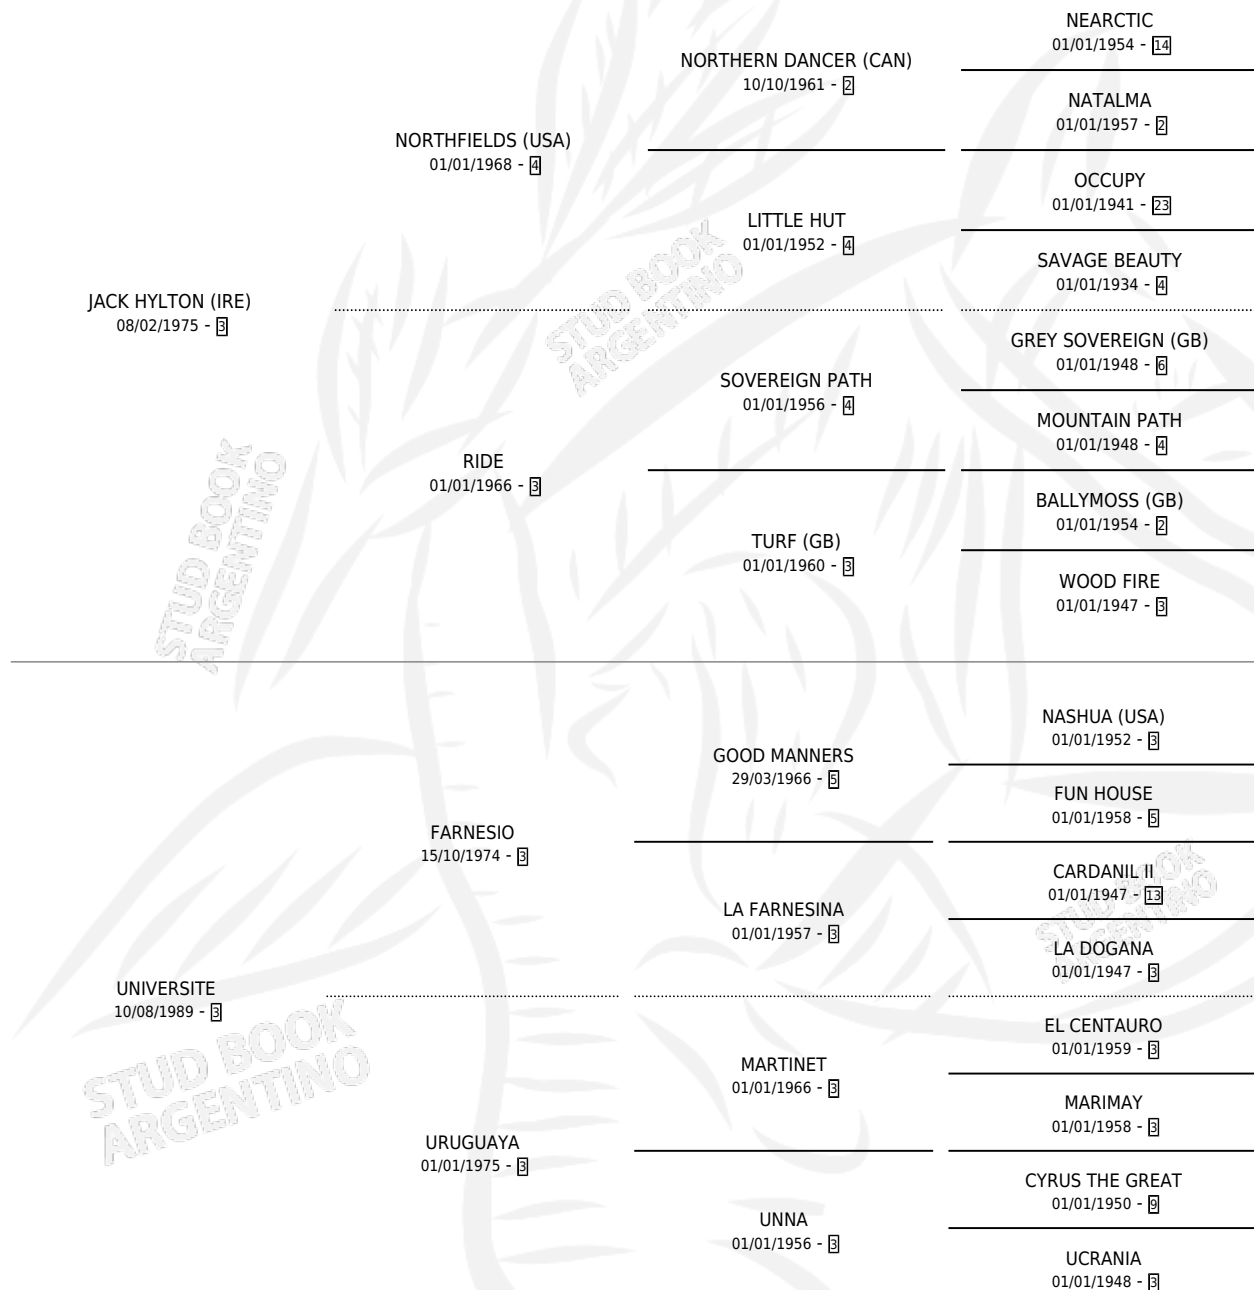 NEARCTIC
01/01/1954 - 14
NORTHERN DANCER (CAN)
10/10/1961 - 2
NATALMA
01/01/1957 - 2
NORTHFIELDS (USA)
01/01/1968 - 4
OCCUPY
01/01/1941 - 23
LITTLE HUT
01/01/1952 - 4
SAVAGE BEAUTY
01/01/1934 - 4
JACK HYLTON (IRE)
08/02/1975 - 3
GREY SOVEREIGN (GB)
01/01/1948 - 6
SOVEREIGN PATH
01/01/1956 - 4
MOUNTAIN PATH
01/01/1948 - 4
RIDE
01/01/1966 - 3
BALLYMOSS (GB)
01/01/1954 - 2
TURF (GB)
01/01/1960 - 3
WOOD FIRE
01/01/1947 - 3
STUD BOOK
ARGENTINO
STUD BOOK
ARGENTINO
NASHUA (USA)
01/01/1952 - 3
GOOD MANNERS
29/03/1966 - 5
FUN HOUSE
01/01/1958 - 5
FARNESIO
15/10/1974 - 3
CARDANIL II
01/01/1947 - 13
LA FARNESINA
01/01/1957 - 3
LA DOGANA
01/01/1947 - 3
STUD BOOK
ARGENTINO
UNIVERSITE
10/08/1989 - 3
EL CENTAURO
01/01/1959 - 3
MARTINET
01/01/1966 - 3
MARIMAY
01/01/1958 - 3
URUGUAYA
01/01/1975 - 3
CYRUS THE GREAT
01/01/1950 - 9
UNNA
01/01/1956 - 3
UCRANIA
01/01/1948 - 3
STUD BOOK
ARGENTINO